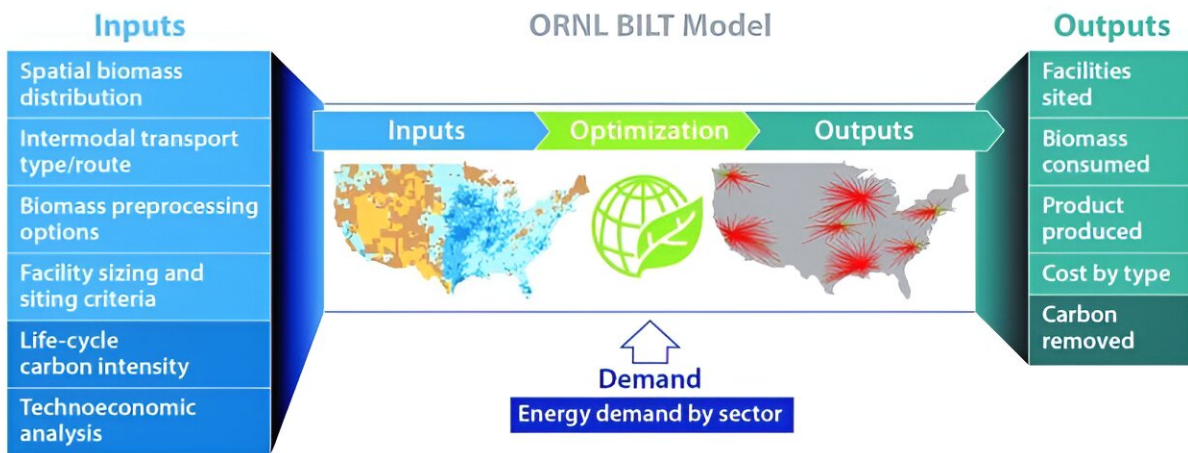 Inputs
ORNL BILT Model
Outputs
Spatial biomass
distribution
Intermodal transport
type/route
Biomass preprocessing
options
Facility sizing and
siting criteria
Life-cycle
carbon intensity
Technoeconomic
analysis
Inputs
Optimization
Outputs
Demand
Energy demand by sector
Facilities
sited
Biomass
consumed
Product
produced
Cost by type
Carbon
removed